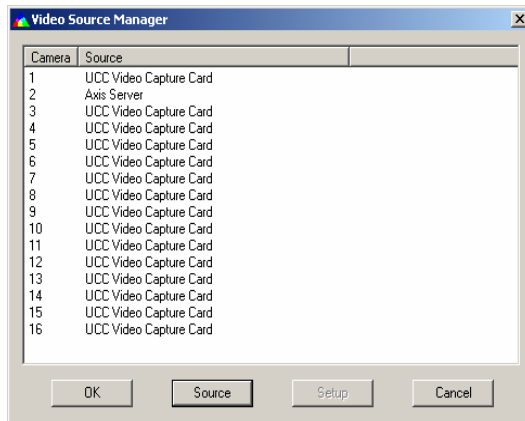 Video Source Manager
Camera Source
1 UCC Video Capture Card
2 Axis Server
3 UCC Video Capture Card
4 UCC Video Capture Card
5 UCC Video Capture Card
6 UCC Video Capture Card
7 UCC Video Capture Card
8 UCC Video Capture Card
9 UCC Video Capture Card
10 UCC Video Capture Card
11 UCC Video Capture Card
12 UCC Video Capture Card
13 UCC Video Capture Card
14 UCC Video Capture Card
15 UCC Video Capture Card
16 UCC Video Capture Card
OK Source Setup Cancel